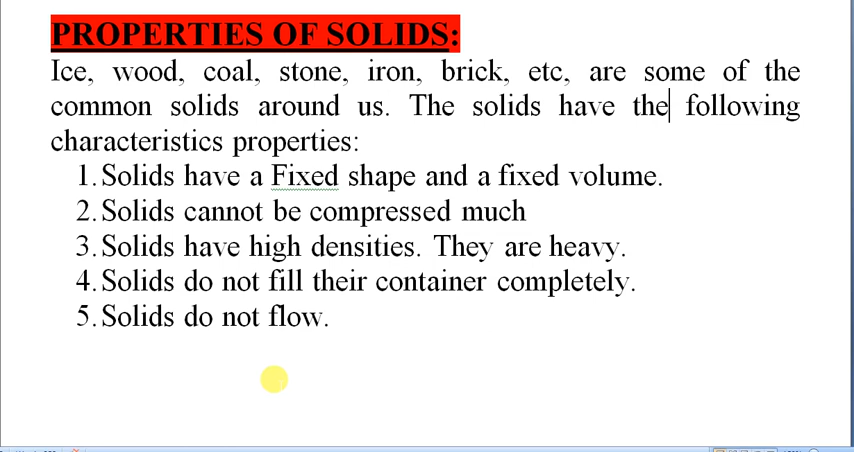 PROPERTIES OF SOLIDS:
Ice, wood, coal, stone, iron, brick, etc, are some of the
common solids around us. The solids have the following
characteristics properties:
1. Solids have a Fixed shape and a fixed volume.
2. Solids cannot be compressed much
3. Solids have high densities. They are heavy.
4. Solids do not fill their container completely.
5. Solids do not flow.